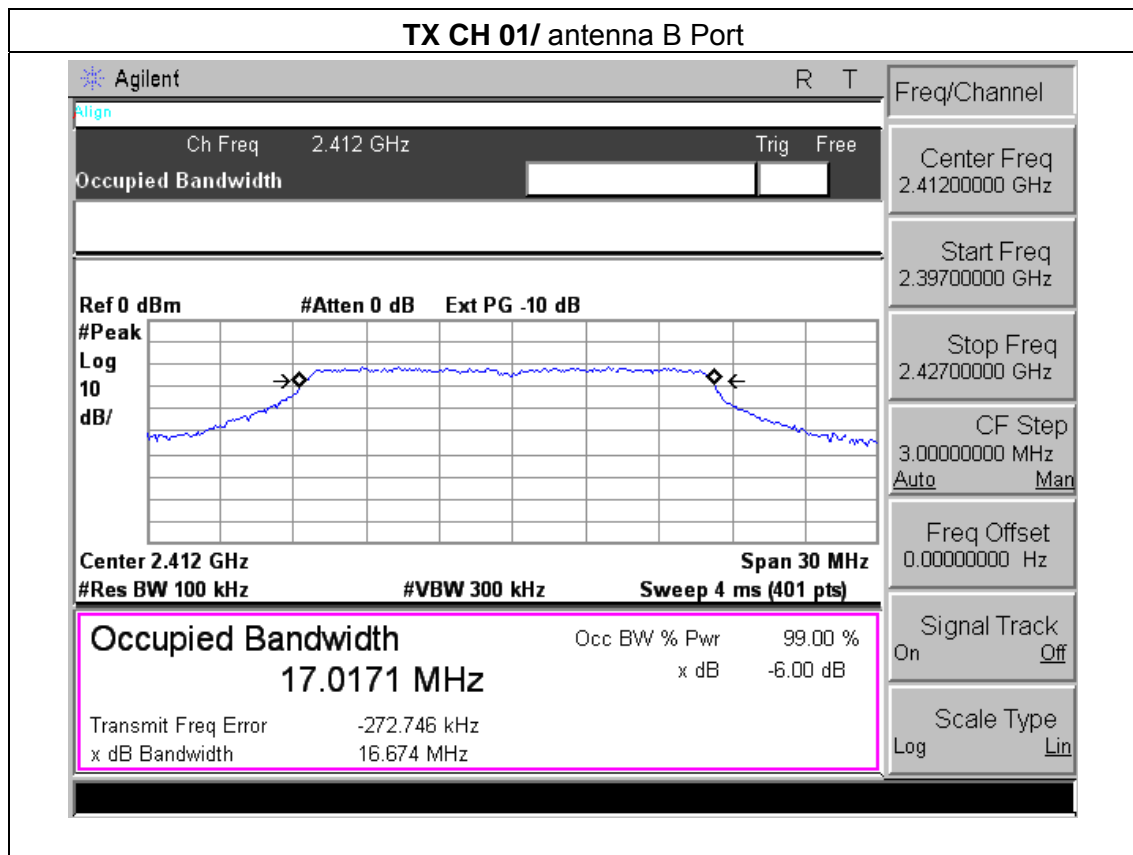 TX CH 01/ antenna B Port
Agilent R T
Align
Ch Freq 2.412 GHz Trig Free
Occupied Bandwidth
Ref 0 dBm #Atten 0 dB Ext PG -10 dB
#Peak
Log
10
dB/
Center 2.412 GHz Span 30 MHz
#Res BW 100 kHz #VBW 300 kHz Sweep 4 ms (401 pts)
Occupied Bandwidth Occ BW % Pwr 99.00 %
17.0171 MHz x dB -6.00 dB
Transmit Freq Error -272.746 kHz
x dB Bandwidth 16.674 MHz
Freq/Channel
Center Freq
2.41200000 GHz
Start Freq
2.39700000 GHz
Stop Freq
2.42700000 GHz
CF Step
3.00000000 MHz
Auto Man
Freq Offset
0.00000000 Hz
Signal Track
On Off
Scale Type
Log Lin